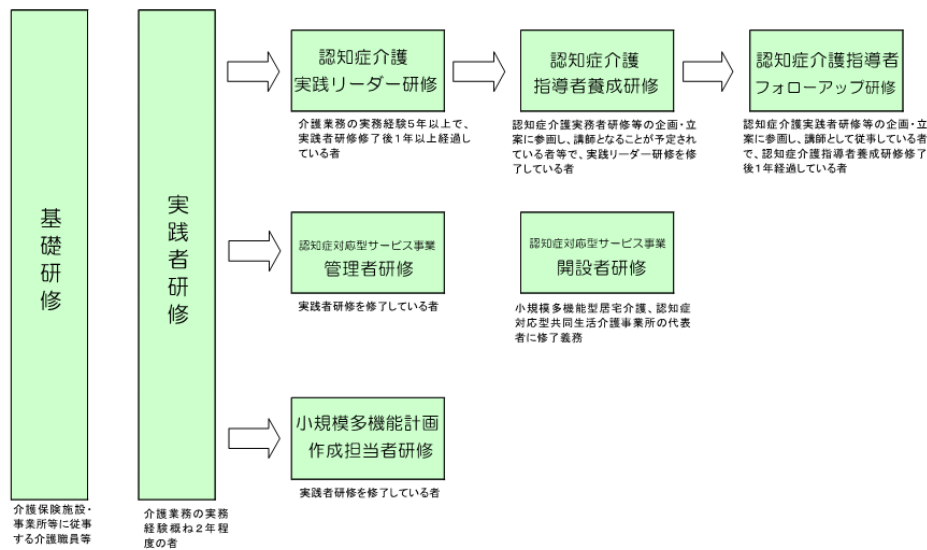 基礎研修
介護保険施設・
事業所等に従事
する介護職員等
実践者研修
介護業務の実務
経験概ね２年程
度の者
認知症介護
実践リーダー研修
介護業務の実務経験５年以上で、
実践者研修修了後１年以上経過し
ている者
認知症介護
指導者養成研修
認知症介護実務者研修等の企画・立
案に参画し、講師となることが予定され
ている者等で、実践リーダー研修を修
了している者
認知症介護指導者
フォローアップ研修
認知症介護実践者研修等の企画・立
案に参画し、講師として従事している者
で、認知症介護指導者養成研修修了
後１年経過している者
認知症対応型サービス事業
管理者研修
実践者研修を修了している者
認知症対応型サービス事業
開設者研修
小規模多機能型居宅介護、認知症
対応型共同生活介護事業所の代表
者に修了義務
小規模多機能計画
作成担当者研修
実践者研修を修了している者